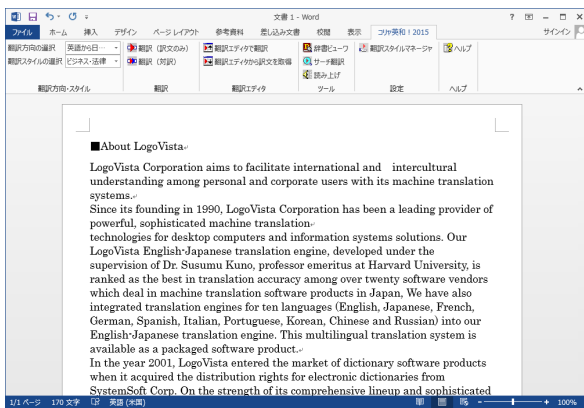 文書 1 - Word
ファイル ホーム 挿入 デザイン ページ レイアウト 参考資料 差し込み文書 校閲 表示 コリャ英和！2015 サインイン
翻訳方向の選択 英語から日… 翻訳（訳文のみ） 翻訳エディタで翻訳 辞書ビューワ 翻訳スタイルマネージャ ヘルプ
翻訳スタイルの選択 ビジネス・法律 翻訳（対訳） 翻訳エディタから訳文を取得 サーチ翻訳
読み上げ
翻訳方向・スタイル 翻訳 翻訳エディタ ツール 設定 ヘルプ
■About LogoVista
LogoVista Corporation aims to facilitate international and intercultural
understanding among personal and corporate users with its machine translation
systems.
Since its founding in 1990, LogoVista Corporation has been a leading provider of
powerful, sophisticated machine translation
technologies for desktop computers and information systems solutions. Our
LogoVista English-Japanese translation engine, developed under the
supervision of Dr. Susumu Kuno, professor emeritus at Harvard University, is
ranked as the best in translation accuracy among over twenty software vendors
which deal in machine translation software products in Japan, We have also
integrated translation engines for ten languages (English, Japanese, French,
German, Spanish, Italian, Portuguese, Korean, Chinese and Russian) into our
English-Japanese translation engine. This multilingual translation system is
available as a packaged software product.
In the year 2001, LogoVista entered the market of dictionary software products
when it acquired the distribution rights for electronic dictionaries from
SystemSoft Corp. On the strength of its comprehensive lineup and sophisticated
1/1 ページ 170 文字 英語 (米国) 100%